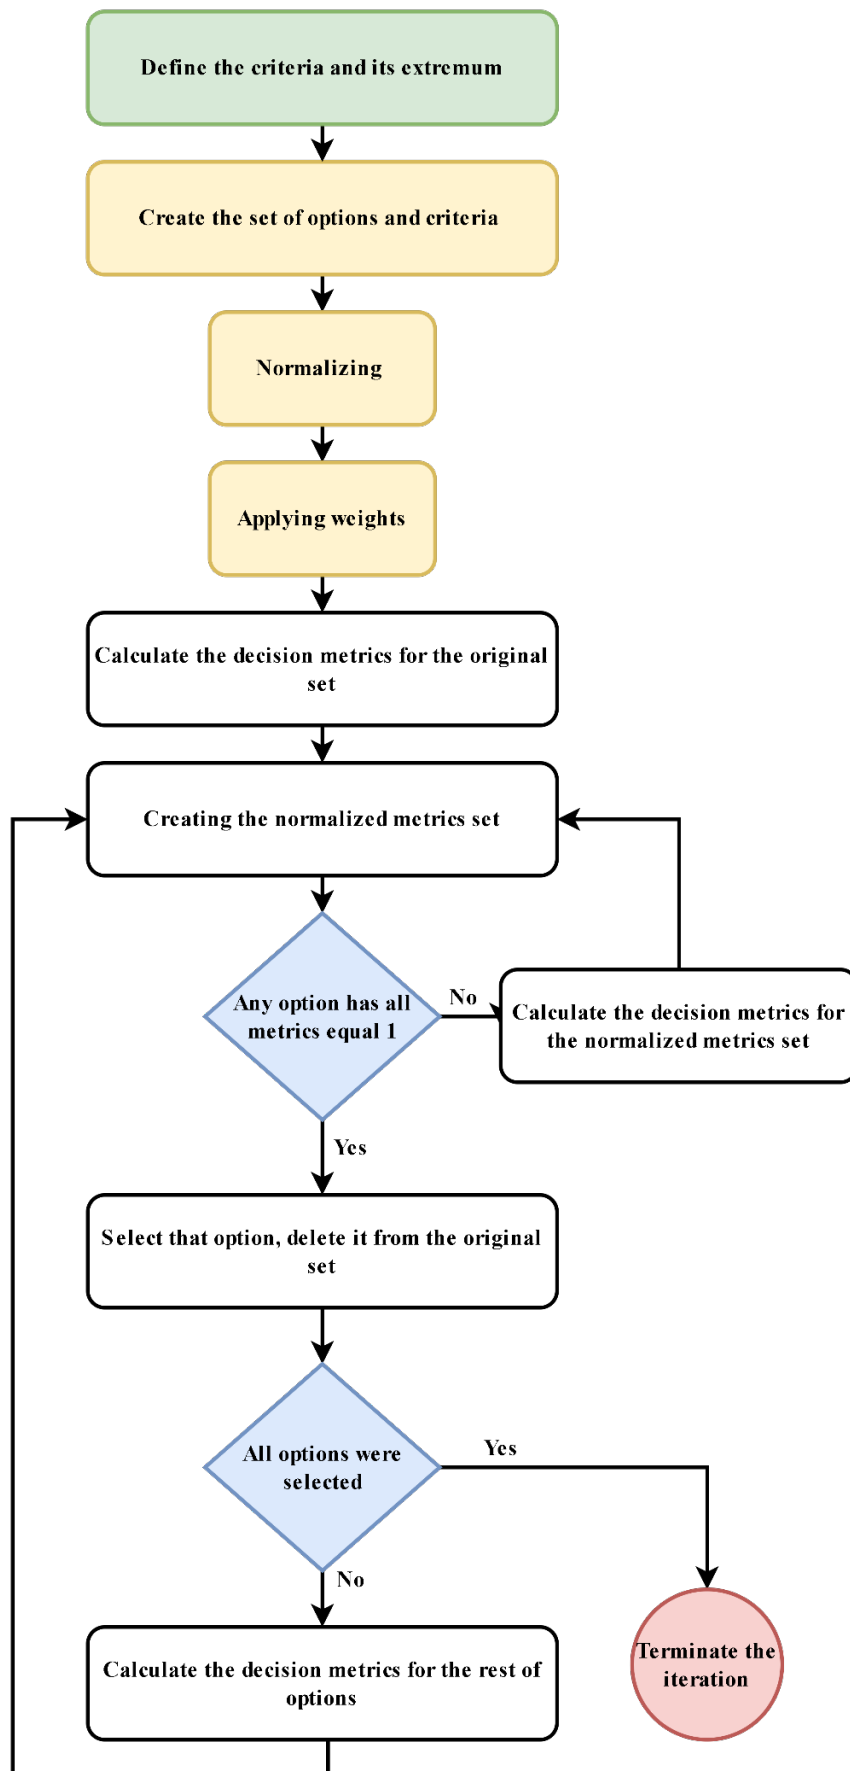 Define the criteria and its extremum
Create the set of options and criteria
Normalizing
Applying weights
Calculate the decision metrics for the original
set
Creating the normalized metrics set
Any option has all
metrics equal 1
No
Calculate the decision metrics for
the normalized metrics set
Yes
Select that option, delete it from the original
set
All options were
selected
Yes
No
Calculate the decision metrics for the rest of
options
Terminate the
iteration